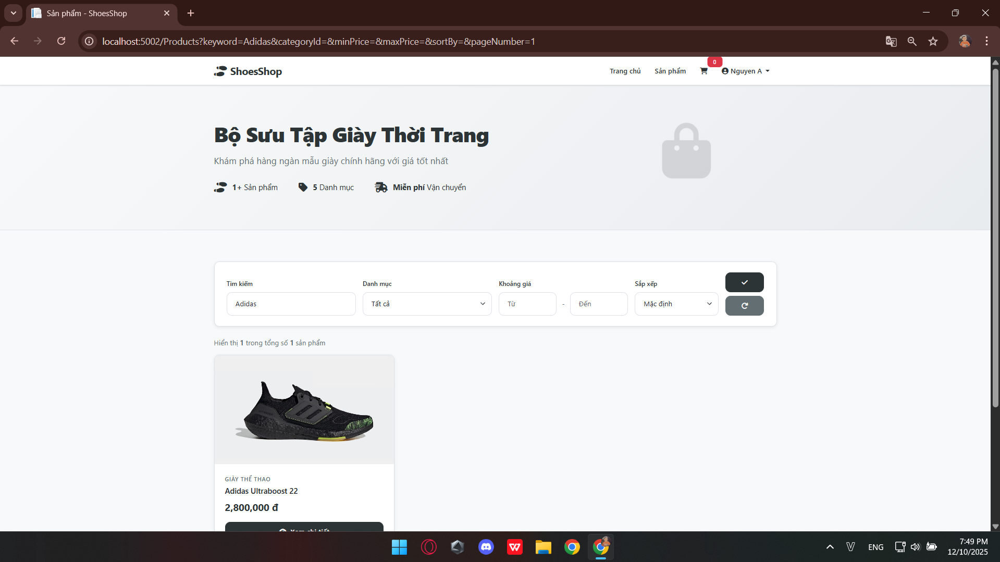 Sản phẩm - ShoesShop
localhost:5002/Products?keyword=Adidas&categoryId=&minPrice=&maxPrice=&sortBy=&pageNumber=1
ShoesShop
Trang chủ
Sản phẩm
0
Nguyen A
Bộ Sưu Tập Giày Thời Trang
Khám phá hàng ngàn mẫu giày chính hãng với giá tốt nhất
1+ Sản phẩm
5 Danh mục
Miễn phí Vận chuyển
Tìm kiếm
Adidas
Danh mục
Tất cả
Khoảng giá
Từ
-
Đến
Sắp xếp
Mặc định
Hiển thị 1 trong tổng số 1 sản phẩm
GIÀY THỂ THAO
Adidas Ultraboost 22
2,800,000 đ
Xem chi tiết
ENG
7:49 PM
12/10/2025